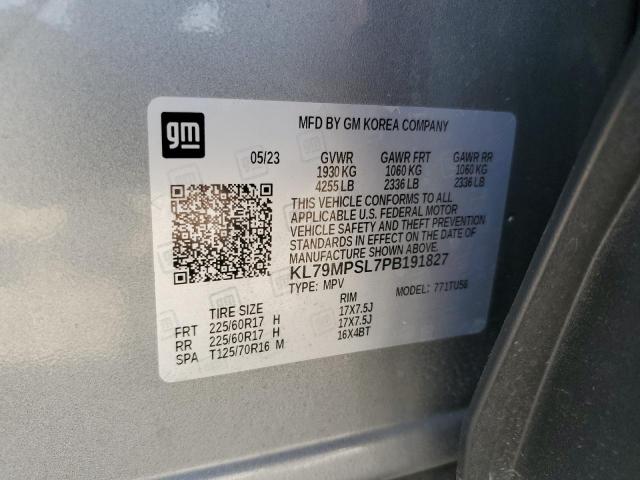 gm
MFD BY GM KOREA COMPANY
05/23 GVWR GAWR FRT GAWR RR
1930 KG 1060 KG 1060 KG
4255 LB 2336 LB 2336 LB
THIS VEHICLE CONFORMS TO ALL
APPLICABLE U.S. FEDERAL MOTOR
VEHICLE SAFETY AND THEFT PREVENTION
STANDARDS IN EFFECT ON THE DATE OF
MANUFACTURE SHOWN ABOVE.
KL79MPSL7PB191827
TYPE: MPV MODEL: 771TU56
TIRE SIZE RIM
FRT 225/60R17 H 17X7.5J
RR 225/60R17 H 17X7.5J
SPA T125/70R16 M 16X4BT